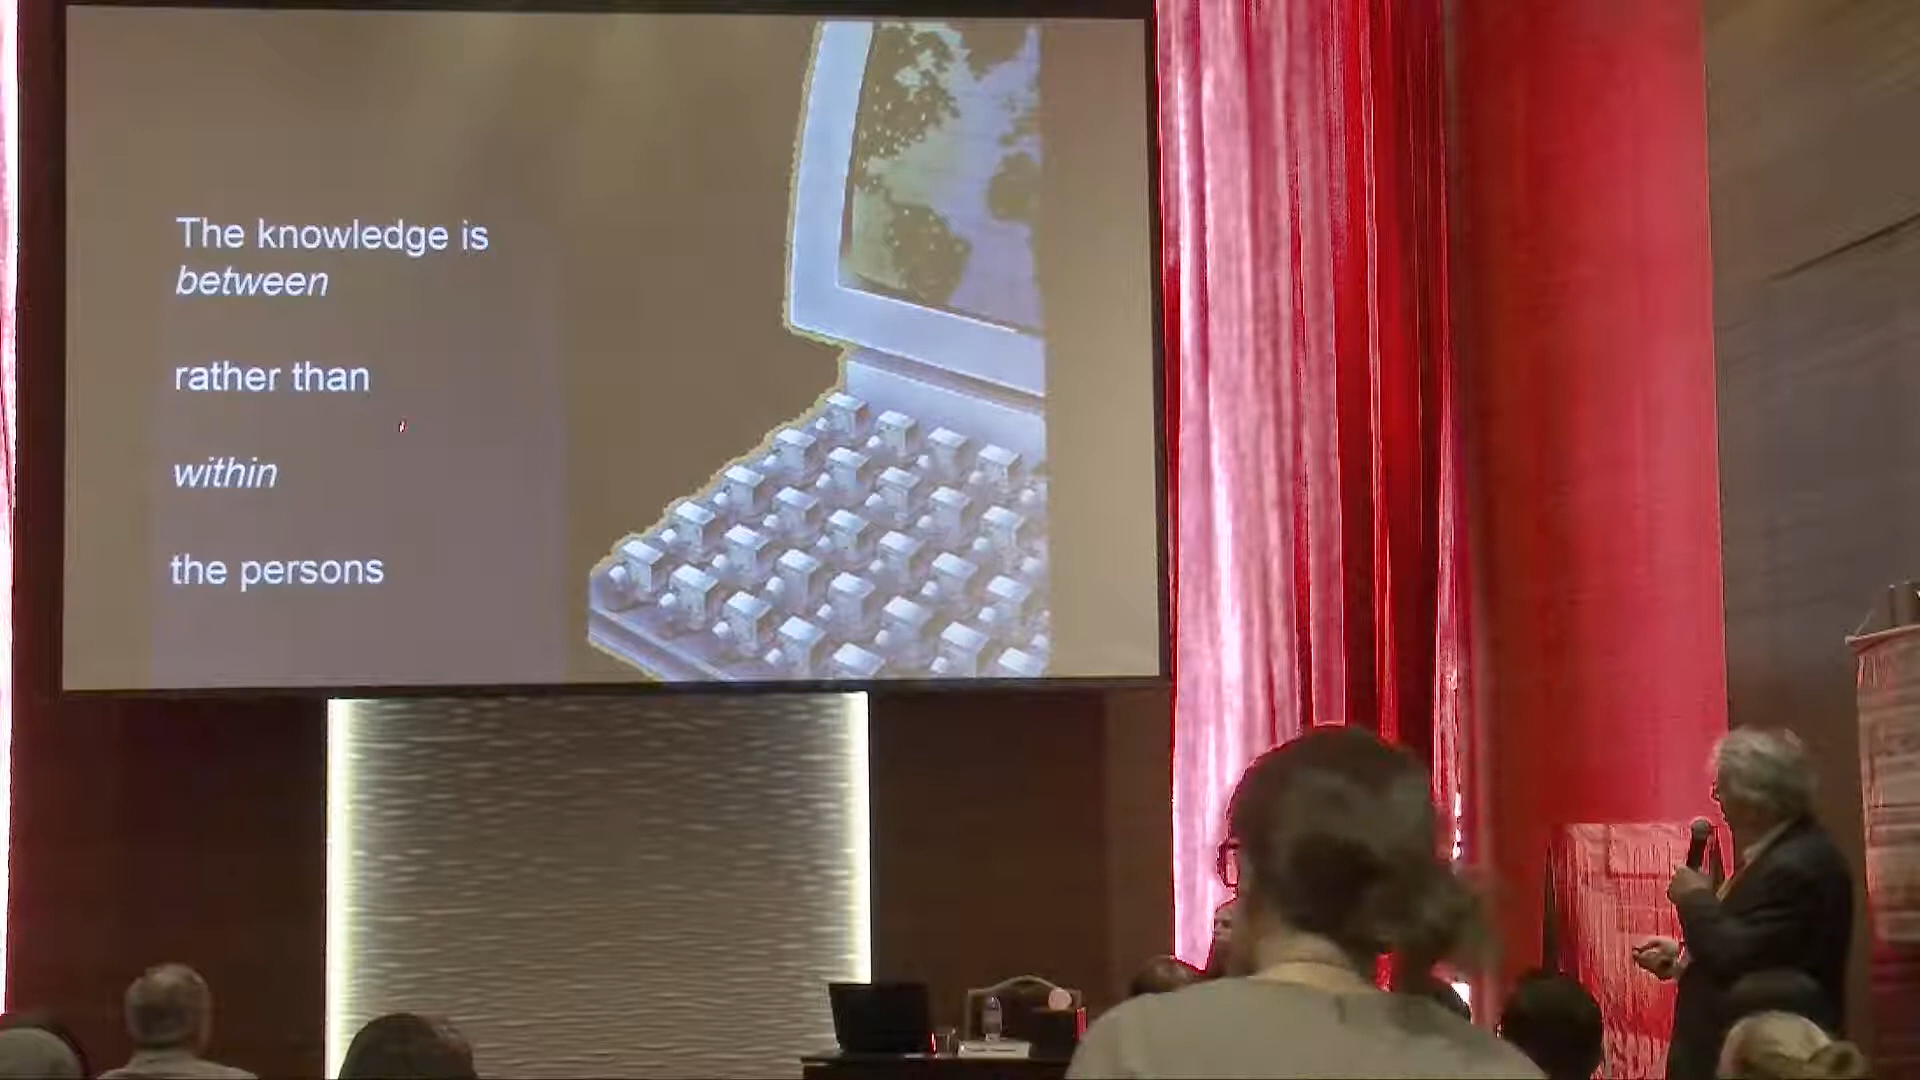 The knowledge is
between
rather than
within
the persons